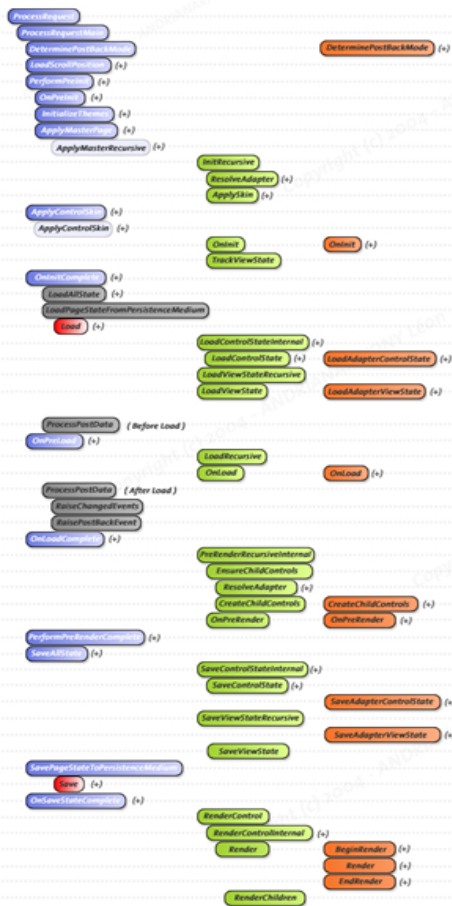 ProcessRequest
ProcessRequestMain
DeterminePostBackMode DeterminePostBackMode (+)
LoadScrollPosition (+)
PerformPreInit (+)
OnPreInit (+)
InitializeThemes (+)
ApplyMasterPage (+)
ApplyMasterRecursive (+)
InitRecursive
ResolveAdapter (+)
ApplySkin (+)
ApplyControlSkin (+)
ApplyControlSkin (+)
OnInit OnInit (+)
TrackViewState
OnInitComplete (+)
LoadAllState (+)
LoadPageStateFromPersistenceMedium
Load (+)
LoadControlStateInternal (+)
LoadControlState (+) LoadAdapterControlState (+)
LoadViewStateRecursive
LoadViewState LoadAdapterViewState (+)
ProcessPostData ( Before Load )
OnPreLoad (+)
LoadRecursive
OnLoad OnLoad (+)
ProcessPostData ( After Load )
RaiseChangedEvents
RaisePostBackEvent
OnLoadComplete (+)
PreRenderRecursiveInternal
EnsureChildControls
ResolveAdapter (+)
CreateChildControls CreateChildControls (+)
OnPreRender OnPreRender (+)
PerformPreRenderComplete (+)
SaveAllState (+)
SaveControlStateInternal (+)
SaveControlState (+)
SaveAdapterControlState (+
SaveViewStateRecursive
SaveAdapterViewState (+
SaveViewState
SavePageStateToPersistenceMedium
Save (+)
OnSaveStateComplete (+)
RenderControl
RenderControlInternal (+)
Render BeginRender (+)
Render (+)
EndRender (+)
RenderChildren